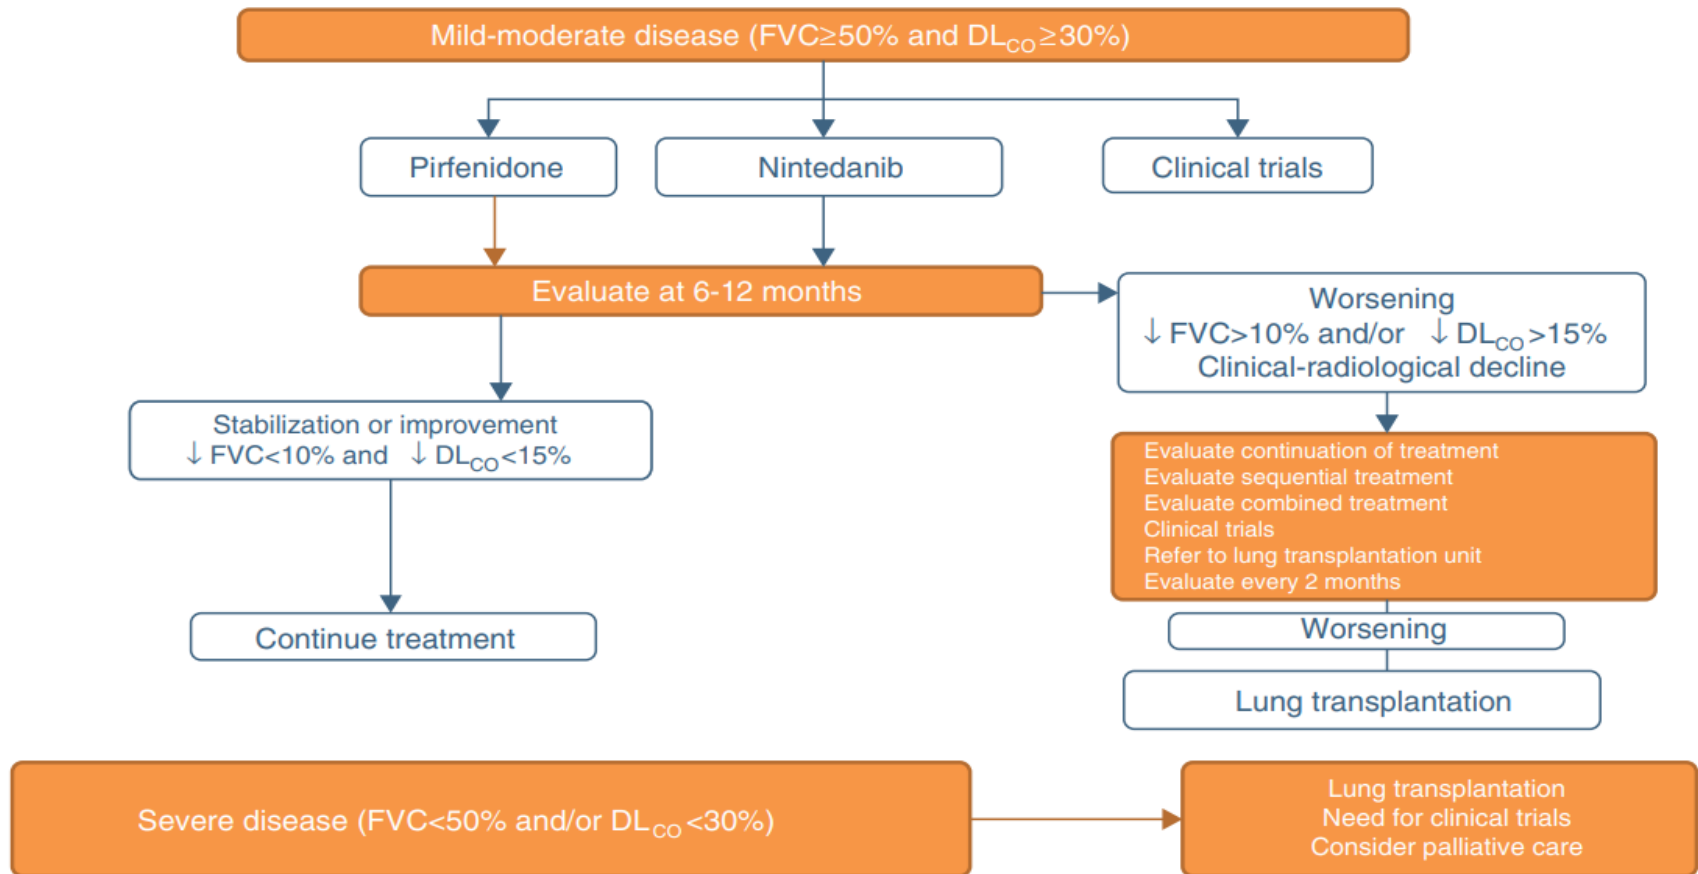 Mild-moderate disease (FVC≥50% and DLCO≥30%)
Pirfenidone
Nintedanib
Clinical trials
Evaluate at 6-12 months
Worsening
↓ FVC>10% and/or ↓ DLCO>15%
Clinical-radiological decline
Stabilization or improvement
↓ FVC<10% and ↓ DLCO<15%
Evaluate continuation of treatment
Evaluate sequential treatment
Evaluate combined treatment
Clinical trials
Refer to lung transplantation unit
Evaluate every 2 months
Continue treatment
Worsening
Lung transplantation
Severe disease (FVC<50% and/or DLCO<30%)
Lung transplantation
Need for clinical trials
Consider palliative care